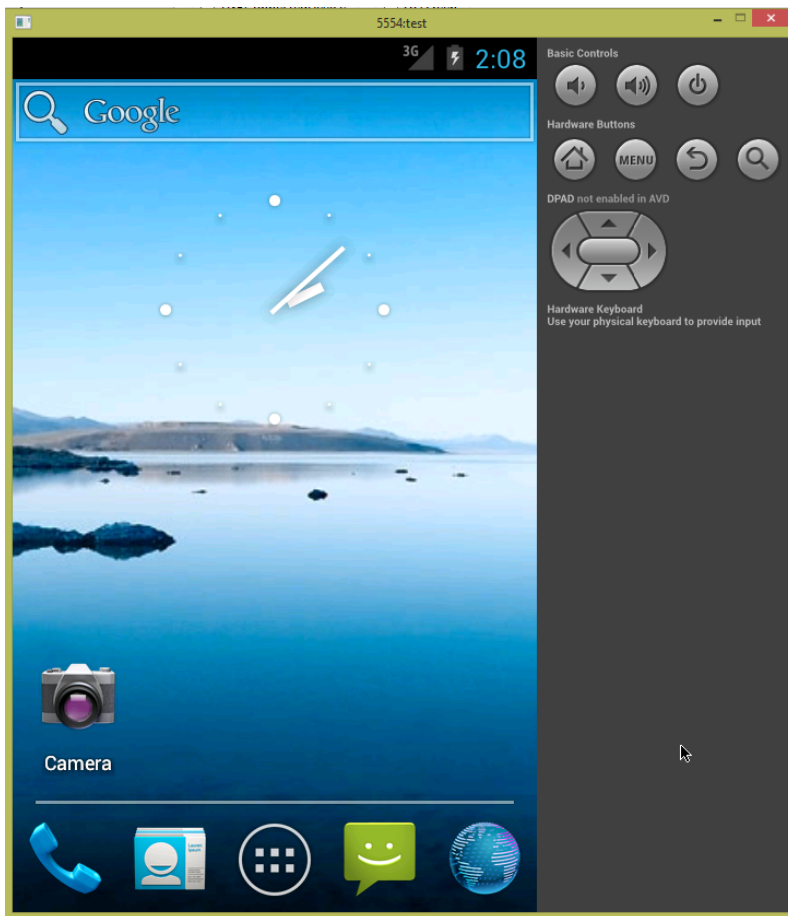 5554:test
3G 2:08
Google
Camera
Basic Controls
Hardware Buttons
MENU
DPAD not enabled in AVD
Hardware Keyboard
Use your physical keyboard to provide input